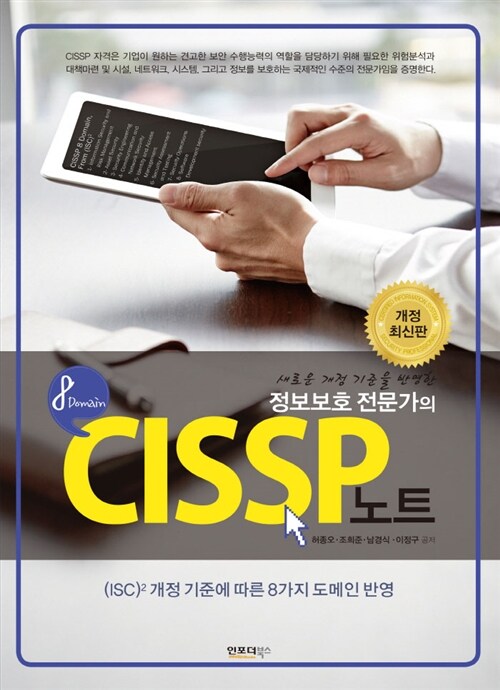 CISSP 자격은 기업이 원하는 견고한 보안 수행능력의 역할을 담당하기 위해 필요한 위험분석과
대책마련 및 시설, 네트워크, 시스템, 그리고 정보를 보호하는 국제적인 수준의 전문가임을 증명한다.
CISSP 8 Domain,
From (ISC)²
개정
최신판
새로운 개정 기준을 반영한
8 Domain
정보보호 전문가의
CISSP
노트
허종오·조희준·남경식·이정구 공저
(ISC)² 개정 기준에 따른 8가지 도메인 반영
인포더북스